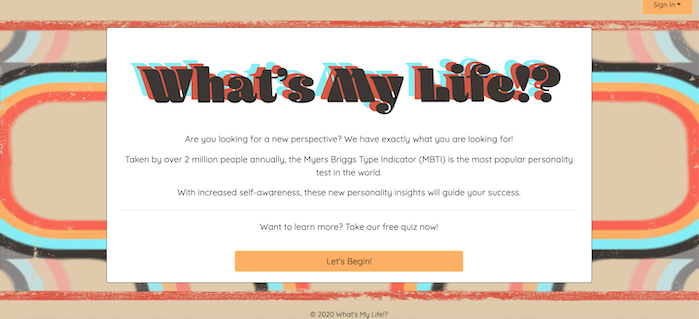 Sign In
What's My Life!?
Are you looking for a new perspective? We have exactly what you are looking for!
Taken by over 2 million people annually, the Myers Briggs Type Indicator (MBTI) is the most popular personality
test in the world.
With increased self-awareness, these new personality insights will guide your success.
Want to learn more? Take our free quiz now!
Let's Begin!
© 2020 What's My Life!?